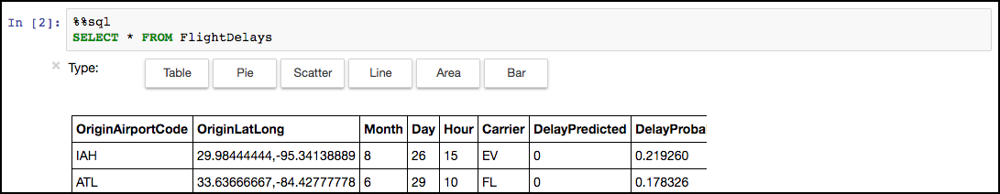 In [2]: %%sql
SELECT * FROM FlightDelays
× Type: Table Pie Scatter Line Area Bar
OriginAirportCode OriginLatLong Month Day Hour Carrier DelayPredicted DelayProba
IAH 29.98444444,-95.34138889 8 26 15 EV 0 0.219260
ATL 33.63666667,-84.42777778 6 29 10 FL 0 0.178326